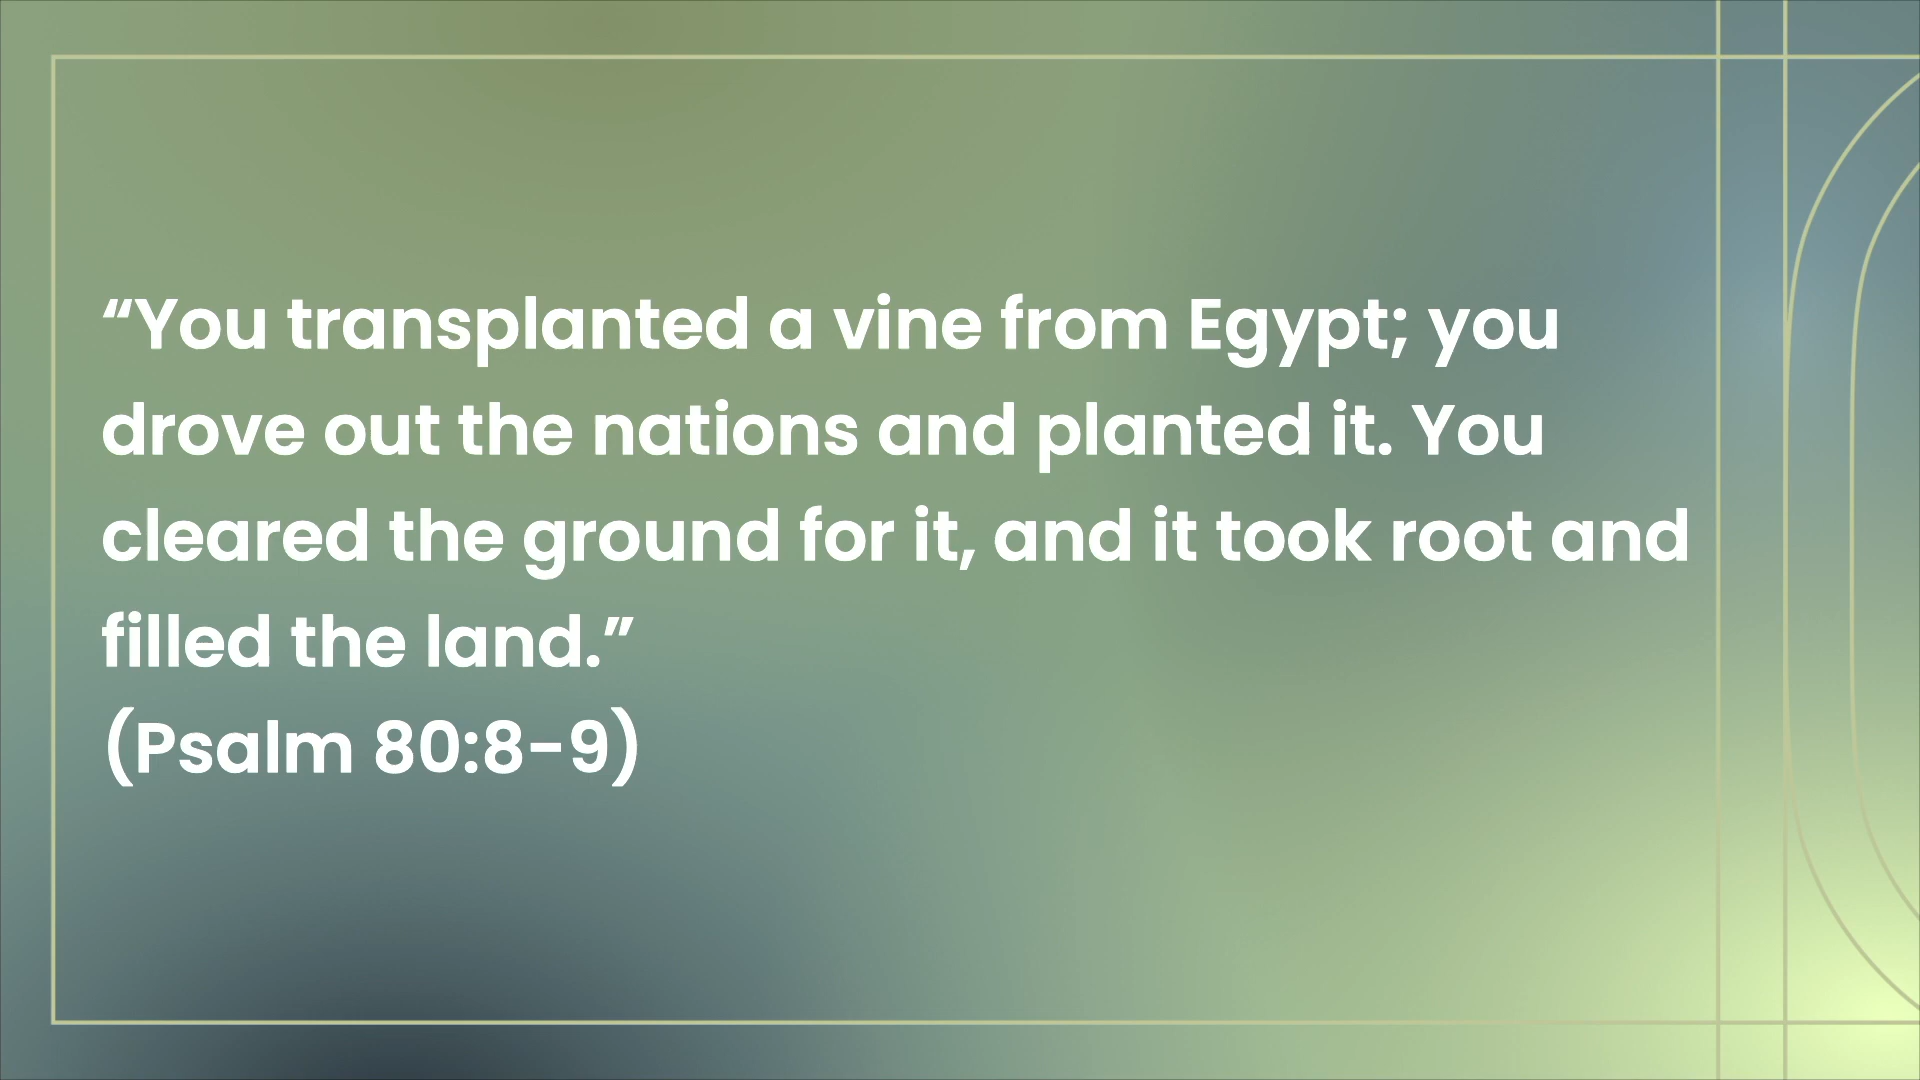 “You transplanted a vine from Egypt; you
drove out the nations and planted it. You
cleared the ground for it, and it took root and
filled the land.”
(Psalm 80:8-9)